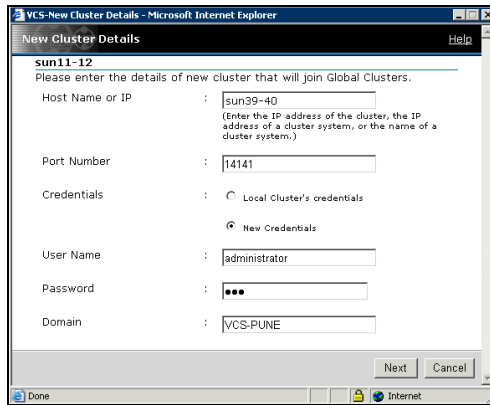 VCS-New Cluster Details - Microsoft Internet Explorer
New Cluster Details Help
sun11-12
Please enter the details of new cluster that will join Global Clusters.
Host Name or IP : sun39-40
(Enter the IP address of the cluster, the IP
address of a cluster system, or the name of a
cluster system.)
Port Number : 14141
Credentials : Local Cluster's credentials
New Credentials
User Name : administrator
Password : ●●●
Domain : VCS-PUNE
Next Cancel
Done Internet